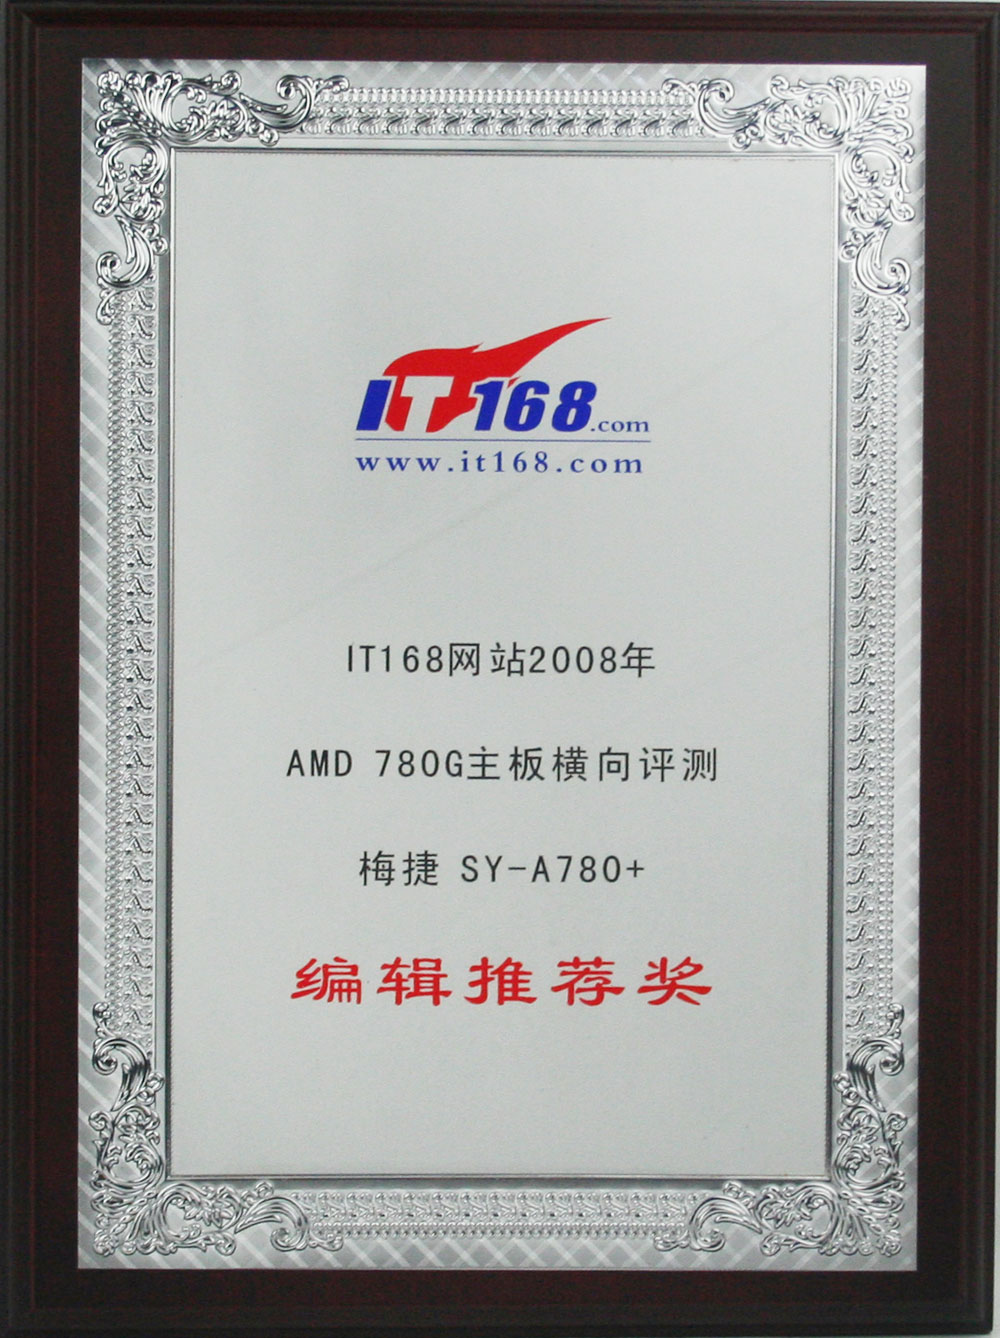 IT168.com
www.it168.com
IT168网站2008年
AMD 780G主板横向评测
梅捷 SY-A780+
编辑推荐奖